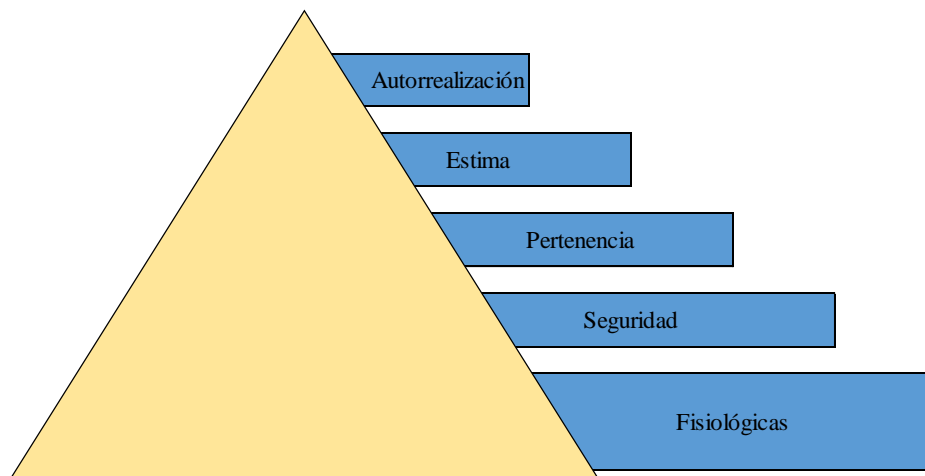 Autorrealización
Estima
Pertenencia
Seguridad
Fisiológicas